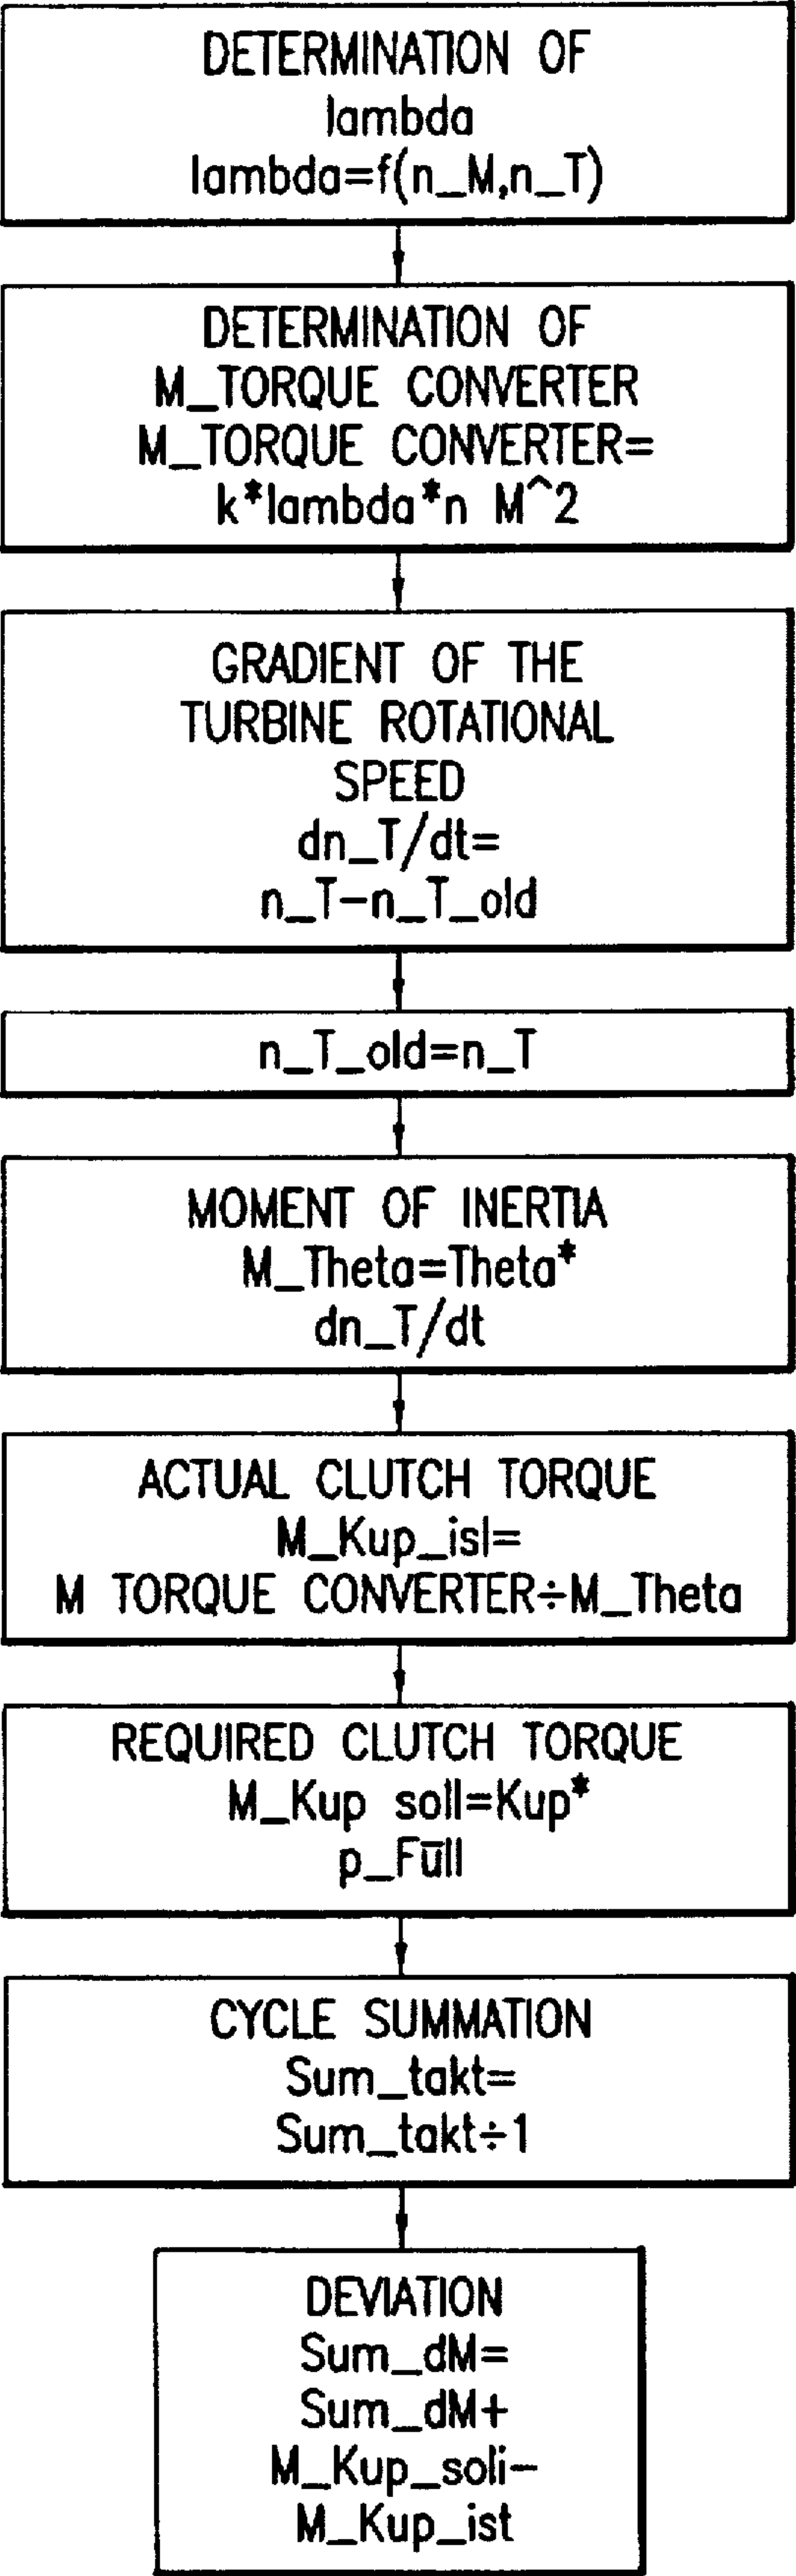 DETERMINATION OF
lambda
lambda=f(n_M,n_T)
DETERMINATION OF
M_TORQUE CONVERTER
M_TORQUE CONVERTER=
k*lambda*n M^2
GRADIENT OF THE
TURBINE ROTATIONAL
SPEED
dn_T/dt=
n_T-n_T_old
n_T_old=n_T
MOMENT OF INERTIA
M_Theta=Theta*
dn_T/dt
ACTUAL CLUTCH TORQUE
M_Kup_isl=
M TORQUE CONVERTER÷M_Theta
REQUIRED CLUTCH TORQUE
M_Kup soll=Kup*
p_Fūll
CYCLE SUMMATION
Sum_takt=
Sum_takt÷1
DEVIATION
Sum_dM=
Sum_dM+
M_Kup_soli-
M_Kup_ist